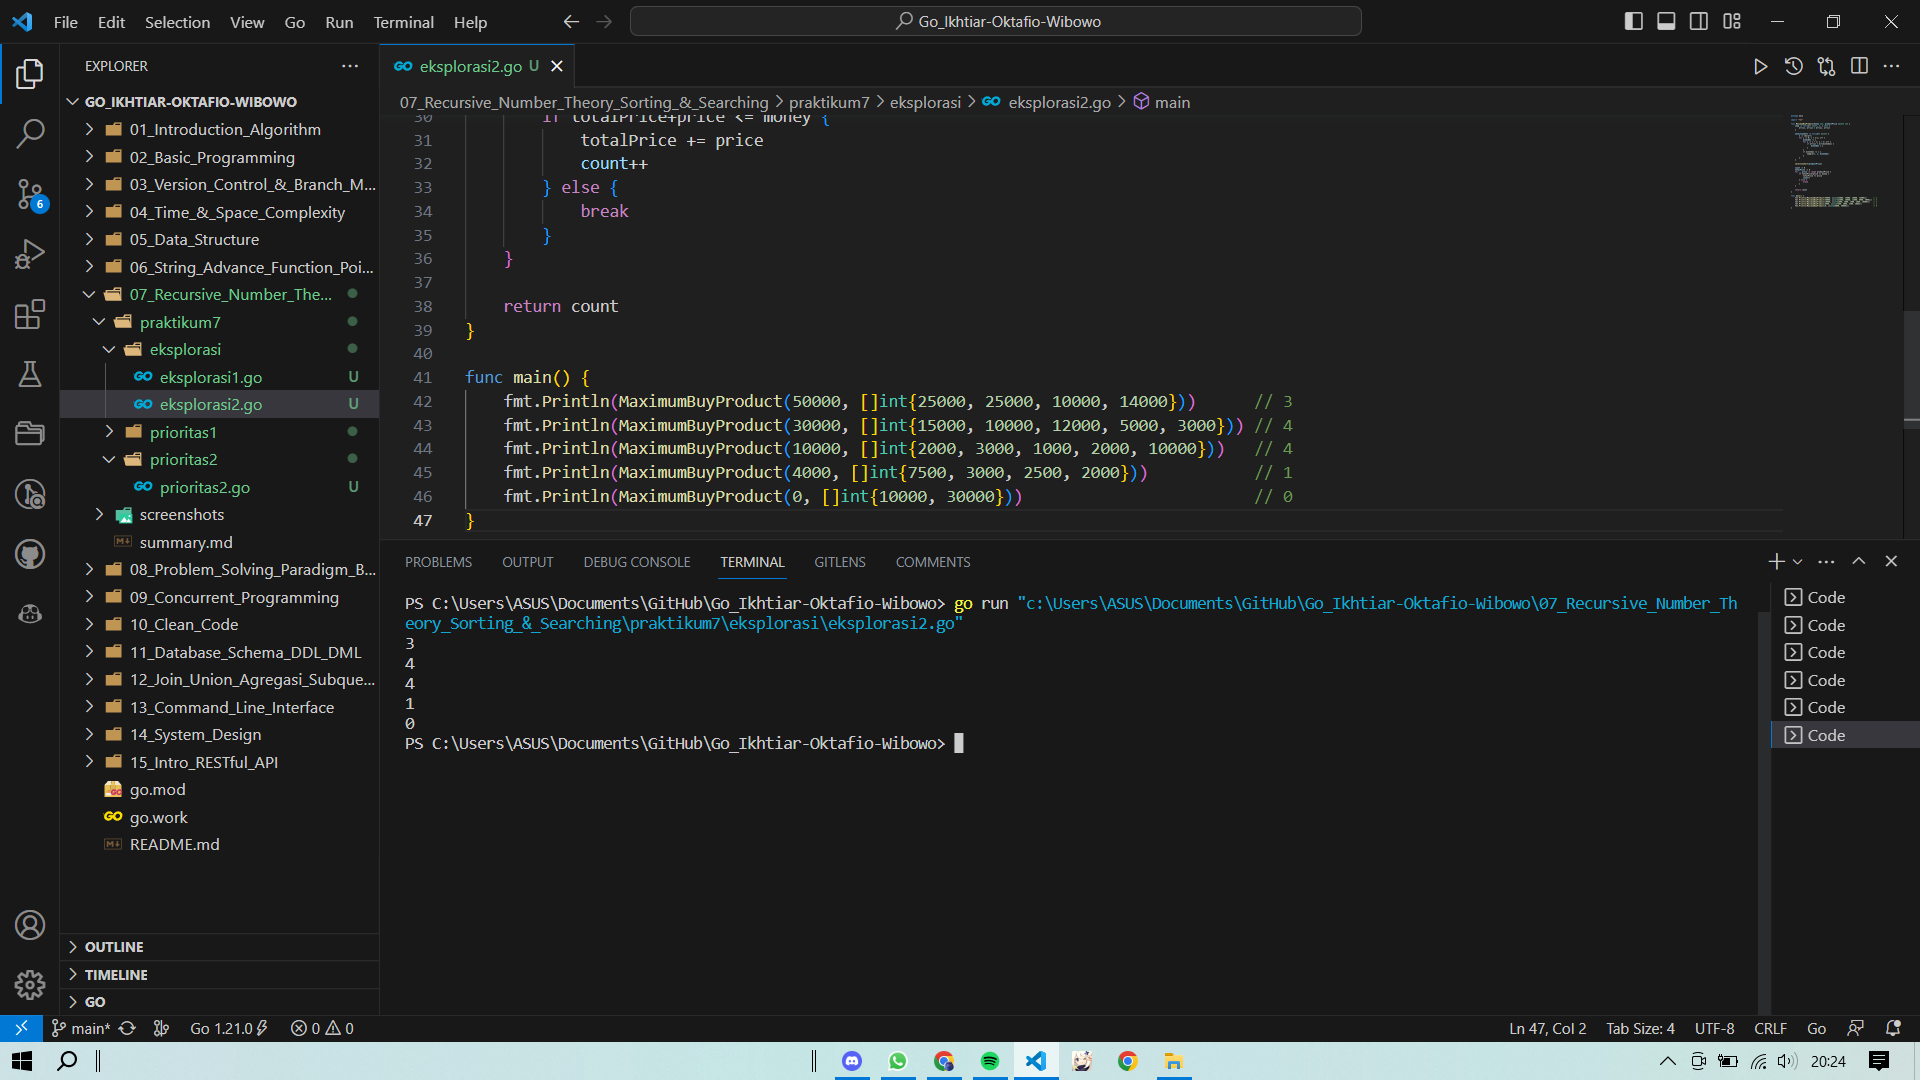 File Edit Selection View Go Run Terminal Help
Go_Ikhtiar-Oktafio-Wibowo
EXPLORER
GO_IKHTIAR-OKTAFIO-WIBOWO
01_Introduction_Algorithm
02_Basic_Programming
03_Version_Control_&_Branch_M...
04_Time_&_Space_Complexity
05_Data_Structure
06_String_Advance_Function_Poi...
07_Recursive_Number_The...
praktikum7
eksplorasi
eksplorasi1.go U
eksplorasi2.go U
prioritas1
prioritas2
prioritas2.go U
screenshots
summary.md
08_Problem_Solving_Paradigm_B...
09_Concurrent_Programming
10_Clean_Code
11_Database_Schema_DDL_DML
12_Join_Union_Agregasi_Subque...
13_Command_Line_Interface
14_System_Design
15_Intro_RESTful_API
go.mod
go.work
README.md
OUTLINE
TIMELINE
GO
6
eksplorasi2.go U
07_Recursive_Number_Theory_Sorting_&_Searching > praktikum7 > eksplorasi > eksplorasi2.go > main
30 if totalPrice+price <= money {
31 totalPrice += price
32 count++
33 } else {
34 break
35 }
36 }
37
38 return count
39 }
40
41 func main() {
42 fmt.Println(MaximumBuyProduct(50000, []int{25000, 25000, 10000, 14000})) // 3
43 fmt.Println(MaximumBuyProduct(30000, []int{15000, 10000, 12000, 5000, 3000})) // 4
44 fmt.Println(MaximumBuyProduct(10000, []int{2000, 3000, 1000, 2000, 10000})) // 4
45 fmt.Println(MaximumBuyProduct(4000, []int{7500, 3000, 2500, 2000})) // 1
46 fmt.Println(MaximumBuyProduct(0, []int{10000, 30000})) // 0
47 }
PROBLEMS OUTPUT DEBUG CONSOLE TERMINAL GITLENS COMMENTS
PS C:\Users\ASUS\Documents\GitHub\Go_Ikhtiar-Oktafio-Wibowo> go run "c:\Users\ASUS\Documents\GitHub\Go_Ikhtiar-Oktafio-Wibowo\07_Recursive_Number_Th
eory_Sorting_&_Searching\praktikum7\eksplorasi\eksplorasi2.go"
3
4
4
1
0
PS C:\Users\ASUS\Documents\GitHub\Go_Ikhtiar-Oktafio-Wibowo>
Code
Code
Code
Code
Code
Code
main* Go 1.21.0 0 0 Ln 47, Col 2 Tab Size: 4 UTF-8 CRLF Go
20:24